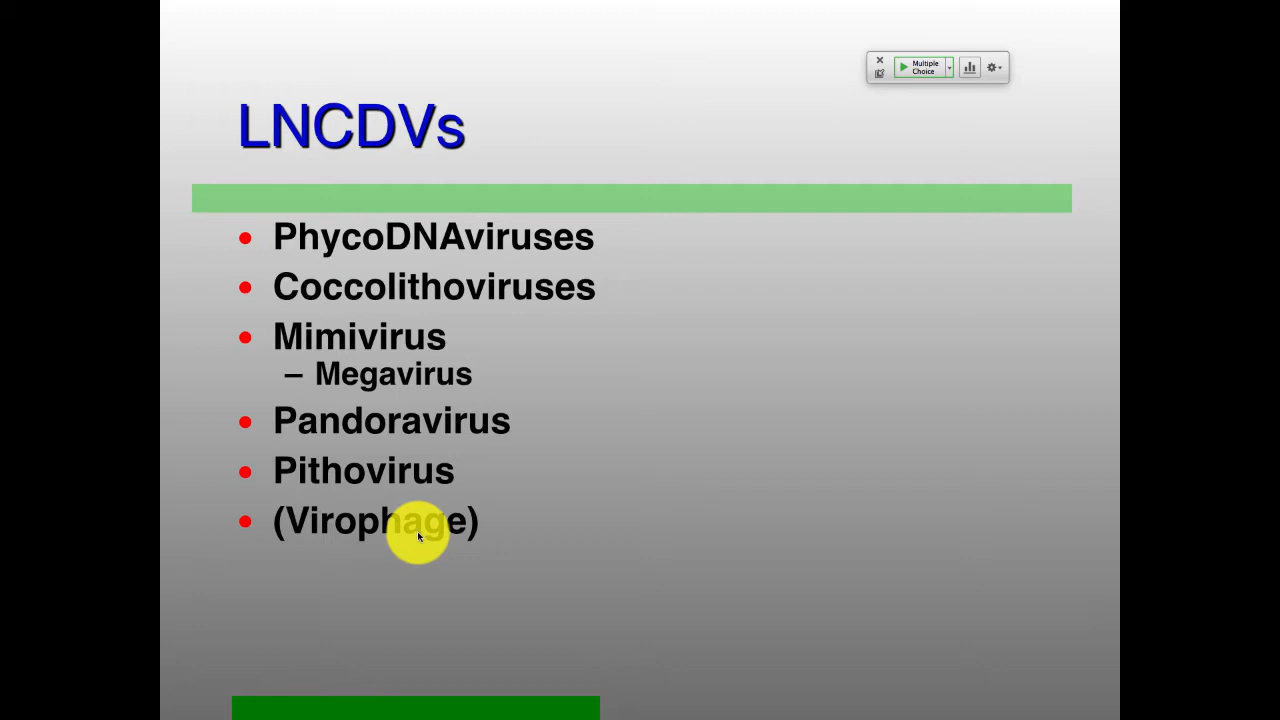 Multiple
Choice
LNCDVs
PhycoDNAviruses
Coccolithoviruses
Mimivirus
– Megavirus
Pandoravirus
Pithovirus
(Virophage)